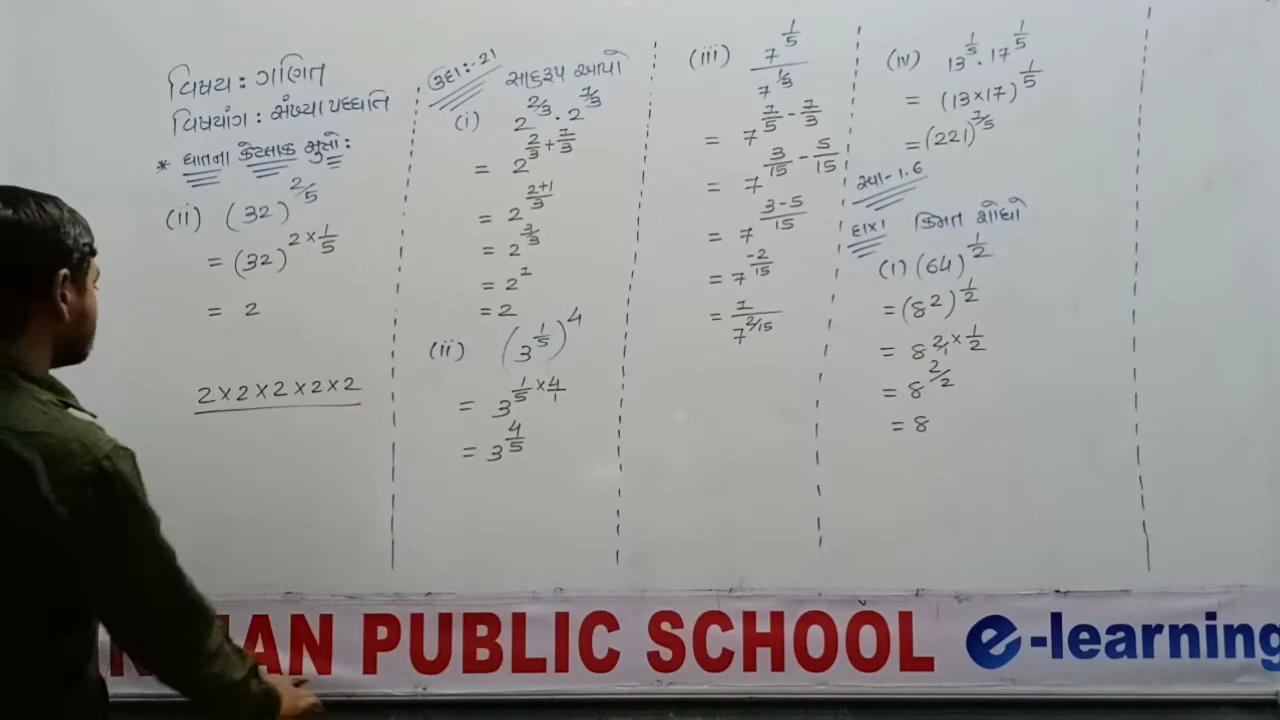 વિષય : ગણિત
વિષયાંગ : સંખ્યા પદ્ધતિ
* ઘાતના કેટલાક સુત્રો :
(ii) (32)^2/5
= (32)^2 × 1/5
= 2
2 × 2 × 2 × 2 × 2
ઉદા :- 21 સાદુરૂપ આપો
(i) 2^2/3 . 2^1/3
= 2^2/3 + 1/3
= 2^2+1/3
= 2^3/3
= 2^1
= 2
(ii) (3^1/5)^4
= 3^1/5 × 4/1
= 3^4/5
(iii) 7^1/5 / 7^1/3
= 7^1/5 - 1/3
= 7^3/15 - 5/15
= 7^3-5/15
= 7^-2/15
= 1/7^2/15
(iv) 13^1/5 . 17^1/5
= (13×17)^1/5
= (221)^1/5
સ્વા - 1.6
દા×1 કિંમત શોધો
(i) (64)^1/2
= (8^2)^1/2
= 8^2/1 × 1/2
= 8^2/2
= 8
AN PUBLIC SCHOOL e-learning